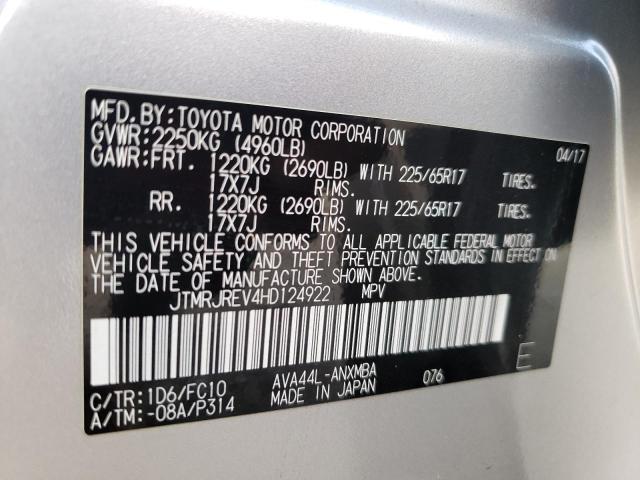 MFD.BY:TOYOTA MOTOR CORPORATION 04/17
GVWR:2250KG (4960LB)
GAWR:FRT. 1220KG (2690LB) WITH 225/65R17 TIRES.
17X7J RIMS.
RR. 1220KG (2690LB) WITH 225/65R17 TIRES.
17X7J RIMS.
THIS VEHICLE CONFORMS TO ALL APPLICABLE FEDERAL MOTOR
VEHICLE SAFETY AND THEFT PREVENTION STANDARDS IN EFFECT ON
THE DATE OF MANUFACTURE SHOWN ABOVE.
JTMRJREV4HD124922 MPV
C/TR:1D6/FC10 AVA44L-ANXMBA 076 E
A/TM:-08A/P314 MADE IN JAPAN